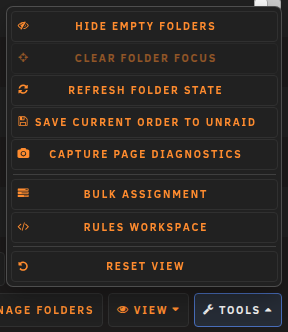 HIDE EMPTY FOLDERS
CLEAR FOLDER FOCUS
REFRESH FOLDER STATE
SAVE CURRENT ORDER TO UNRAID
CAPTURE PAGE DIAGNOSTICS
BULK ASSIGNMENT
RULES WORKSPACE
RESET VIEW
NAGE FOLDERS VIEW TOOLS